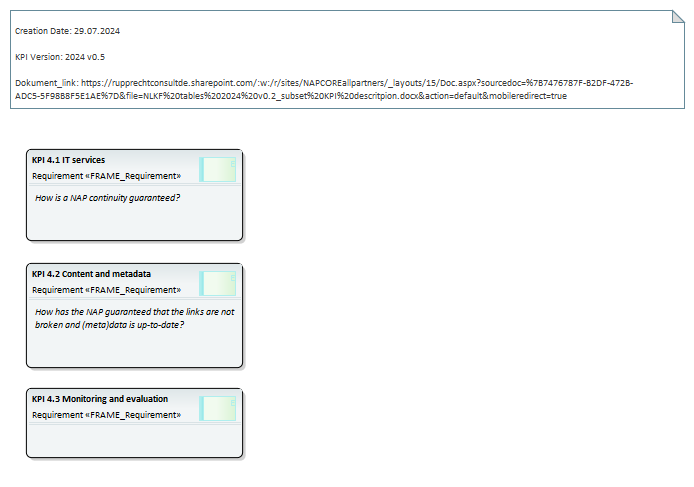 Creation Date: 29.07.2024
KPI Version: 2024 v0.5
Dokument_link: https://rupprechtconsultde.sharepoint.com/:w:/r/sites/NAPCOREallpartners/_layouts/15/Doc.aspx?sourcedoc=%7B7476787F-B2DF-472B-
ADC5-5F98B8F5E1AE%7D&file=NLKF%20tables%202024%20v0.2_subset%20KPI%20descritpion.docx&action=default&mobileredirect=true
KPI 4.1 IT services
Requirement «FRAME_Requirement»
How is a NAP continuity guaranteed?
KPI 4.2 Content and metadata
Requirement «FRAME_Requirement»
How has the NAP guaranteed that the links are not
broken and (meta)data is up-to-date?
KPI 4.3 Monitoring and evaluation
Requirement «FRAME_Requirement»